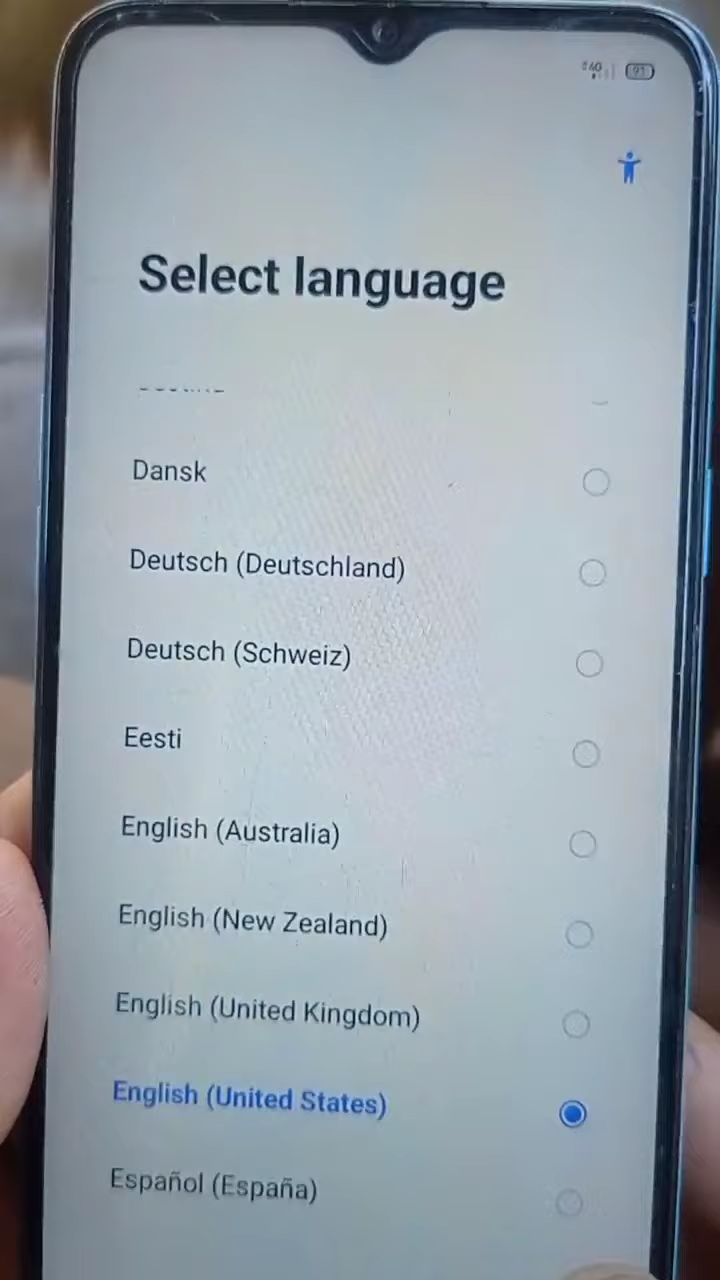 91
Select language
Dansk
Deutsch (Deutschland)
Deutsch (Schweiz)
Eesti
English (Australia)
English (New Zealand)
English (United Kingdom)
English (United States)
Español (España)